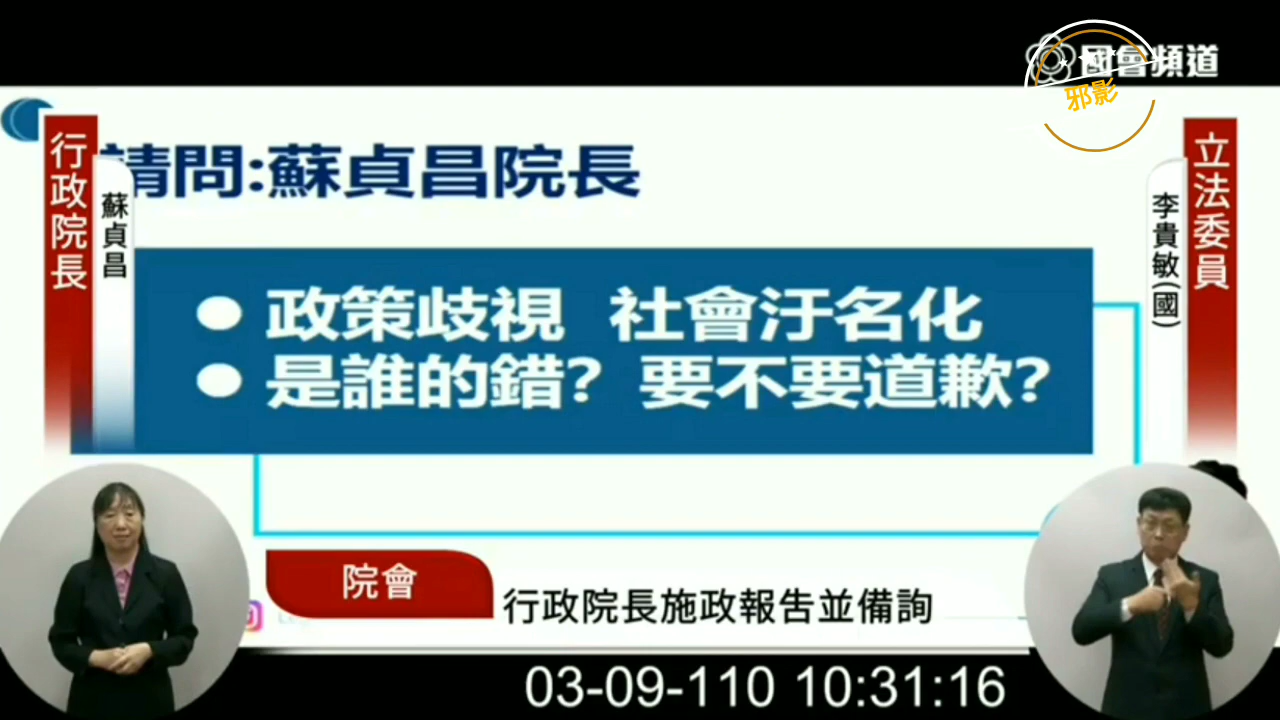 國會頻道
邪影
行政院長
蘇貞昌
請問:蘇貞昌院長
立法委員
李貴敏(國)
政策歧視 社會汙名化
是誰的錯? 要不要道歉?
院會
行政院長施政報告並備詢
03-09-110 10:31:16